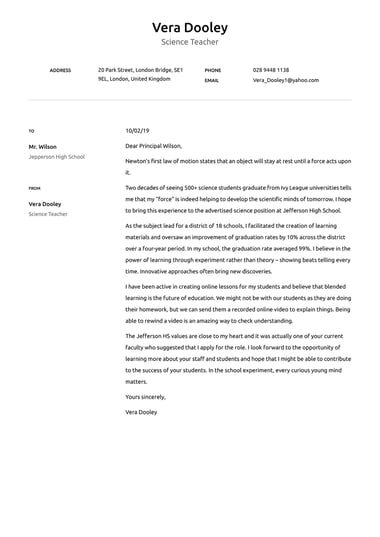 Vera Dooley
Science Teacher
ADDRESS
20 Park Street, London Bridge, SE1
9EL, London, United Kingdom
PHONE
028 9448 1138
EMAIL
Vera_Dooley1@yahoo.com
TO
Mr. Wilson
Jepperson High School
FROM
Vera Dooley
Science Teacher
10/02/19
Dear Principal Wilson,
Newton's first law of motion states that an object will stay at rest until a force acts upon
it.
Two decades of seeing 500+ science students graduate from Ivy League universities tells
me that my "force" is indeed helping to develop the scientific minds of tomorrow. I hope
to bring this experience to the advertised science position at Jefferson High School.
As the subject lead for a district of 18 schools, I facilitated the creation of learning
materials and oversaw an improvement of graduation rates by 10% across the district
over a four-year period. In my school, the graduation rate averaged 99%. I believe in the
power of learning through experiment rather than theory – showing beats telling every
time. Innovative approaches often bring new discoveries.
I have been active in creating online lessons for my students and believe that blended
learning is the future of education. We might not be with our students as they are doing
their homework, but we can send them a recorded online video to explain things. Being
able to rewind a video is an amazing way to check understanding.
The Jefferson HS values are close to my heart and it was actually one of your current
faculty who suggested that I apply for the role. I look forward to the opportunity of
learning more about your staff and students and hope that I might be able to contribute
to the success of your students. In the school experiment, every curious young mind
matters.
Yours sincerely,
Vera Dooley